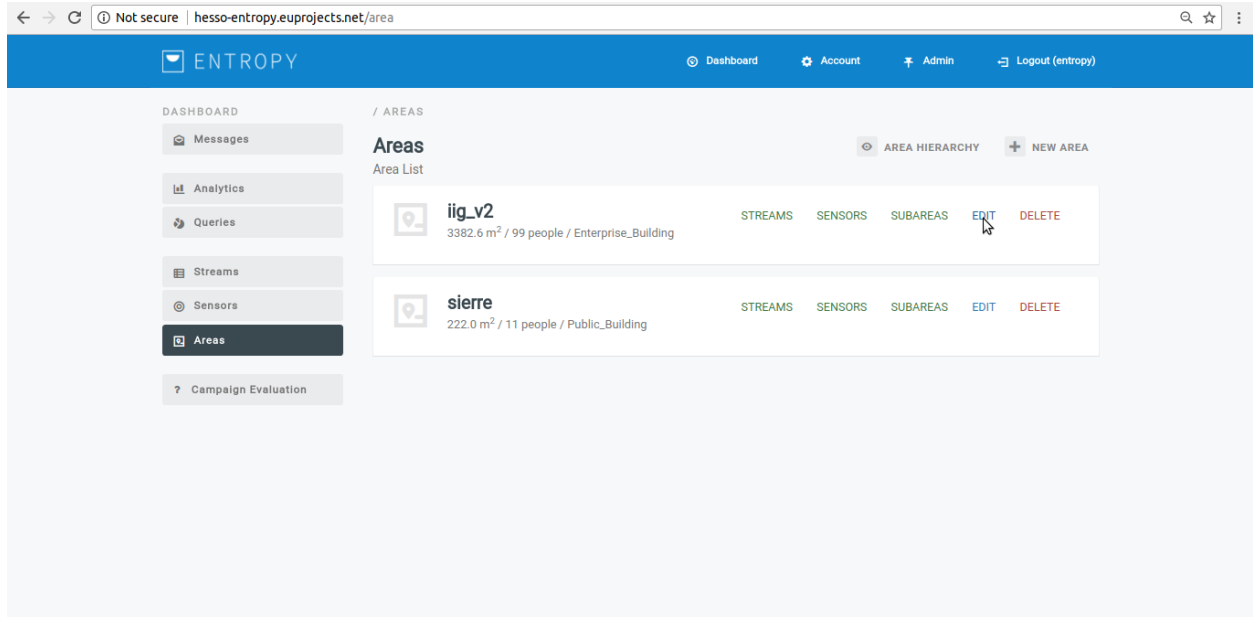 Not secure hesso-entropy.euprojects.net/area
ENTROPY Dashboard Account Admin Logout (entropy)
DASHBOARD
Messages
Analytics
Queries
Streams
Sensors
Areas
? Campaign Evaluation
/ AREAS
Areas
AREA HIERARCHY NEW AREA
Area List
iig_v2
3382.6 m² / 99 people / Enterprise_Building
STREAMS SENSORS SUBAREAS EDIT DELETE
sierre
222.0 m² / 11 people / Public_Building
STREAMS SENSORS SUBAREAS EDIT DELETE